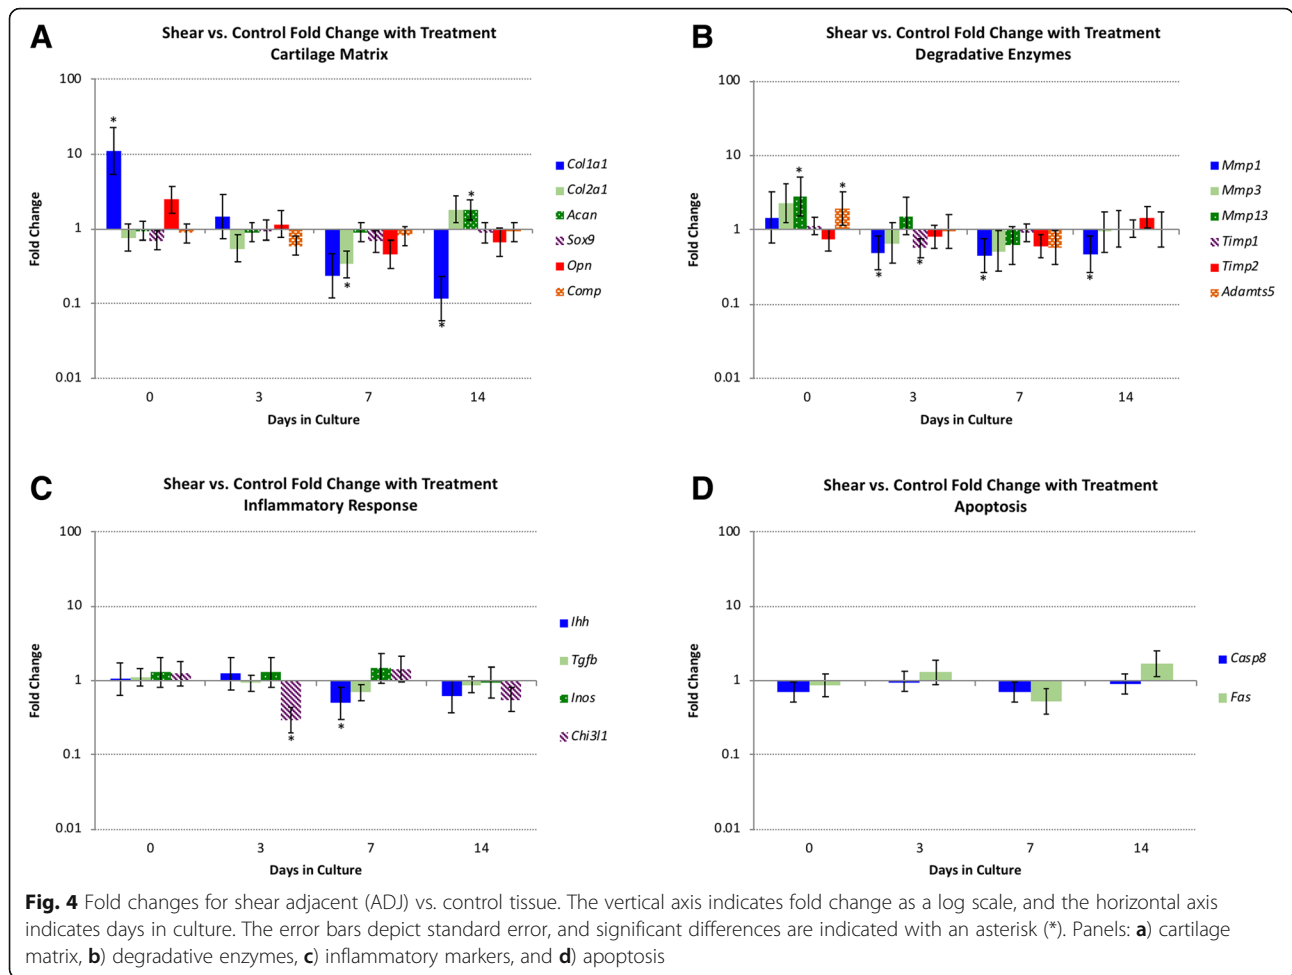 A
Shear vs. Control Fold Change with Treatment
Cartilage Matrix
100
10
1
0.1
0.01
Fold Change
*
*
*
*
0
3
7
14
Days in Culture
Col1a1
Col2a1
Acan
Sox9
Opn
Comp
B
Shear vs. Control Fold Change with Treatment
Degradative Enzymes
100
10
1
0.1
0.01
Fold Change
*
*
*
*
*
*
0
3
7
14
Days in Culture
Mmp1
Mmp3
Mmp13
Timp1
Timp2
Adamts5
C
Shear vs. Control Fold Change with Treatment
Inflammatory Response
100
10
1
0.1
0.01
Fold Change
*
*
0
3
7
14
Days in Culture
Ihh
Tgfb
Inos
Chi3l1
D
Shear vs. Control Fold Change with Treatment
Apoptosis
100
10
1
0.1
0.01
Fold Change
0
3
7
14
Days in Culture
Casp8
Fas
Fig. 4 Fold changes for shear adjacent (ADJ) vs. control tissue. The vertical axis indicates fold change as a log scale, and the horizontal axis
indicates days in culture. The error bars depict standard error, and significant differences are indicated with an asterisk (*). Panels: a) cartilage
matrix, b) degradative enzymes, c) inflammatory markers, and d) apoptosis